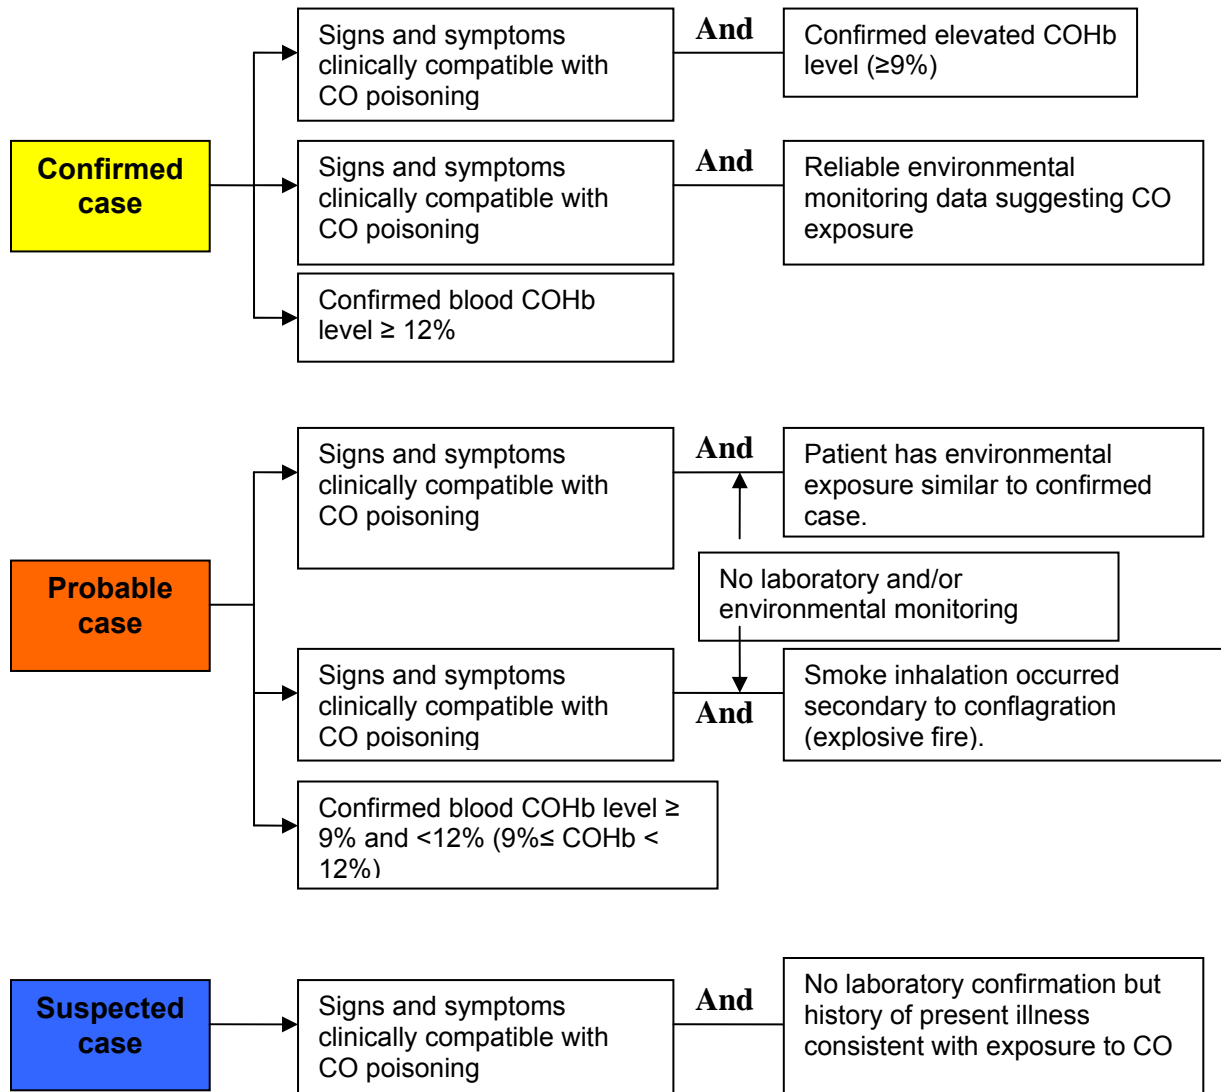 Signs and symptoms
clinically compatible with
CO poisoning
And
Confirmed elevated COHb
level (≥9%)
Confirmed
case
Signs and symptoms
clinically compatible with
CO poisoning
And
Reliable environmental
monitoring data suggesting CO
exposure
Confirmed blood COHb
level ≥ 12%
Signs and symptoms
clinically compatible with
CO poisoning
And
Patient has environmental
exposure similar to confirmed
case.
Probable
case
No laboratory and/or
environmental monitoring
Signs and symptoms
clinically compatible with
CO poisoning
And
Smoke inhalation occurred
secondary to conflagration
(explosive fire).
Confirmed blood COHb level ≥
9% and <12% (9%≤ COHb <
12%)
Suspected
case
Signs and symptoms
clinically compatible with
CO poisoning
And
No laboratory confirmation but
history of present illness
consistent with exposure to CO